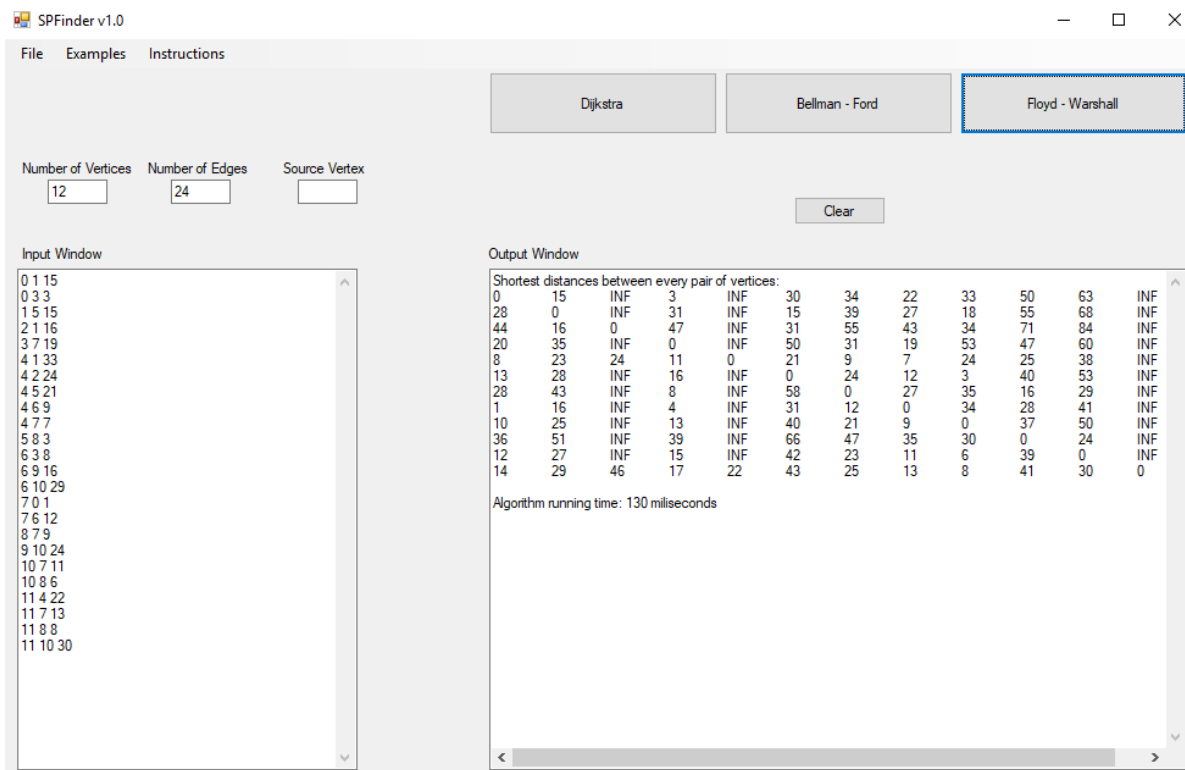 SPFinder v1.0
File Examples Instructions
Dijkstra Bellman - Ford Floyd - Warshall
Number of Vertices Number of Edges Source Vertex
12 24
Clear
Input Window
0 1 15
0 3 3
1 5 15
2 1 16
3 7 19
4 1 33
4 2 24
4 5 21
4 6 9
4 7 7
5 8 3
6 3 8
6 9 16
6 10 29
7 0 1
7 6 12
8 7 9
9 10 24
10 7 11
10 8 6
11 4 22
11 7 13
11 8 8
11 10 30
Output Window
Shortest distances between every pair of vertices:
0 15 INF 3 INF 30 34 22 33 50 63 INF
28 0 INF 31 INF 15 39 27 18 55 68 INF
44 16 0 47 INF 31 55 43 34 71 84 INF
20 35 INF 0 INF 50 31 19 53 47 60 INF
8 23 24 11 0 21 9 7 24 25 38 INF
13 28 INF 16 INF 0 24 12 3 40 53 INF
28 43 INF 8 INF 58 0 27 35 16 29 INF
1 16 INF 4 INF 31 12 0 34 28 41 INF
10 25 INF 13 INF 40 21 9 0 37 50 INF
36 51 INF 39 INF 66 47 35 30 0 24 INF
12 27 INF 15 INF 42 23 11 6 39 0 INF
14 29 46 17 22 43 25 13 8 41 30 0
Algorithm running time: 130 miliseconds